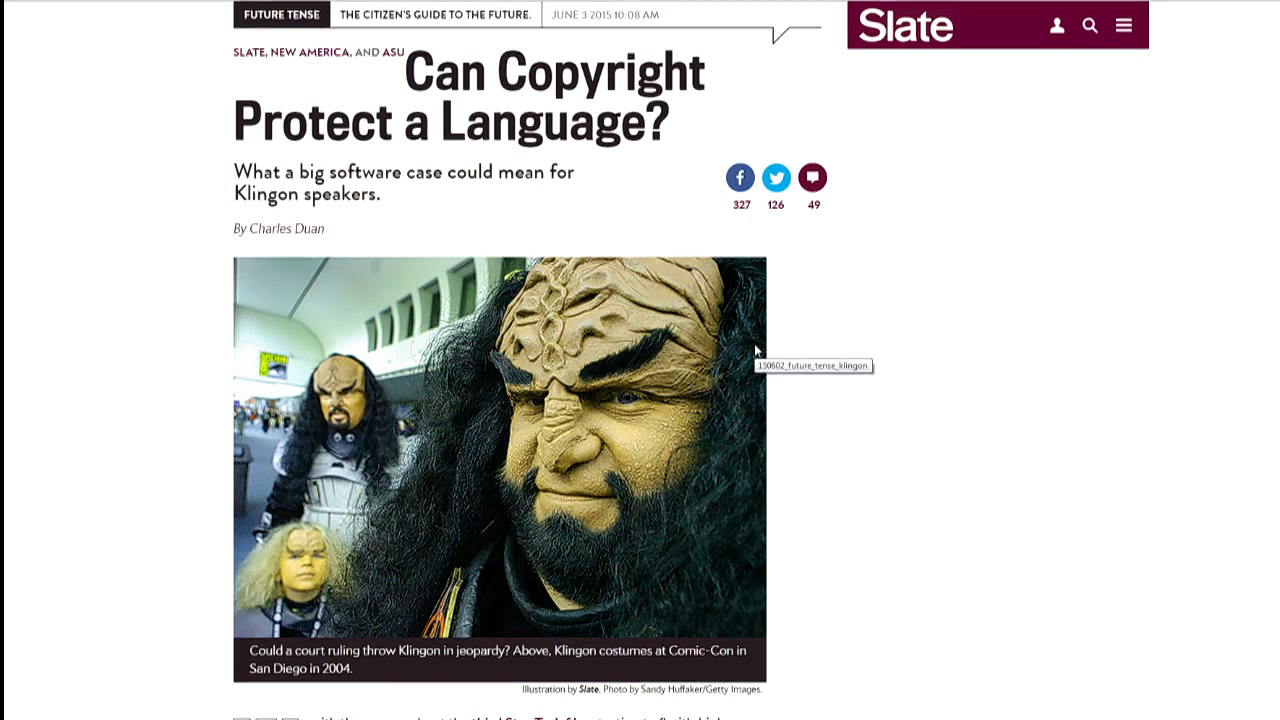 FUTURE TENSE THE CITIZEN'S GUIDE TO THE FUTURE. JUNE 3 2015 10:08 AM
Slate
SLATE, NEW AMERICA, AND ASU
Can Copyright
Protect a Language?
What a big software case could mean for
Klingon speakers.
327 126 49
By Charles Duan
150602_future_tense_klingon
Could a court ruling throw Klingon in jeopardy? Above, Klingon costumes at Comic-Con in
San Diego in 2004.
Illustration by Slate. Photo by Sandy Huffaker/Getty Images.